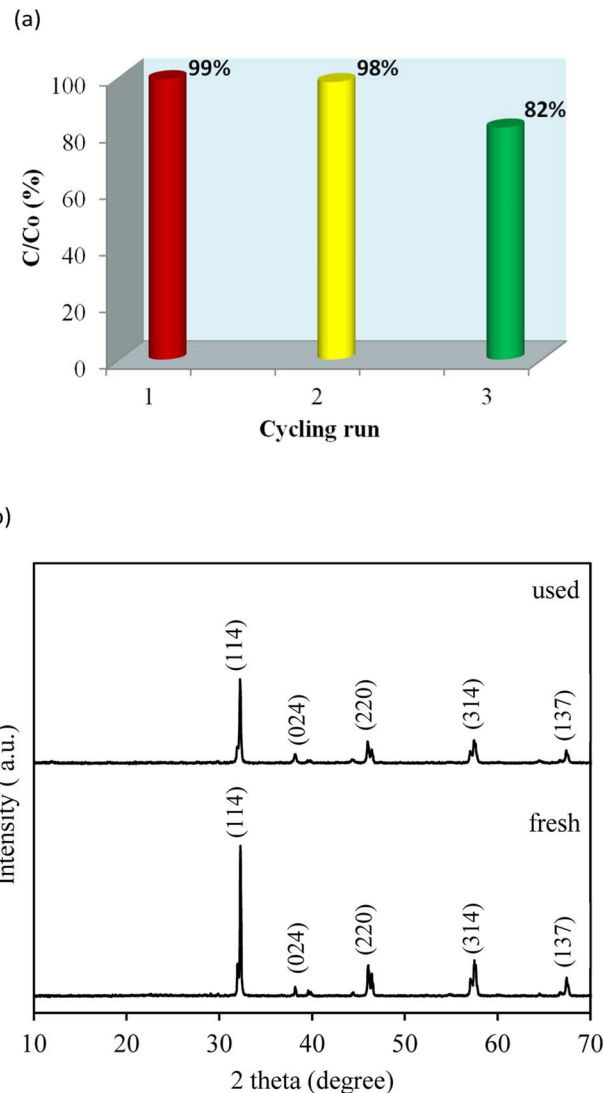 (a)
99%
98%
82%
100
80
60
40
20
0
C/Co (%)
1 2 3
Cycling run
)
used
(114)
(024)
(220)
(314)
(137)
fresh
(114)
(024)
(220)
(314)
(137)
Intensity ( a.u.)
10 20 30 40 50 60 70
2 theta (degree)